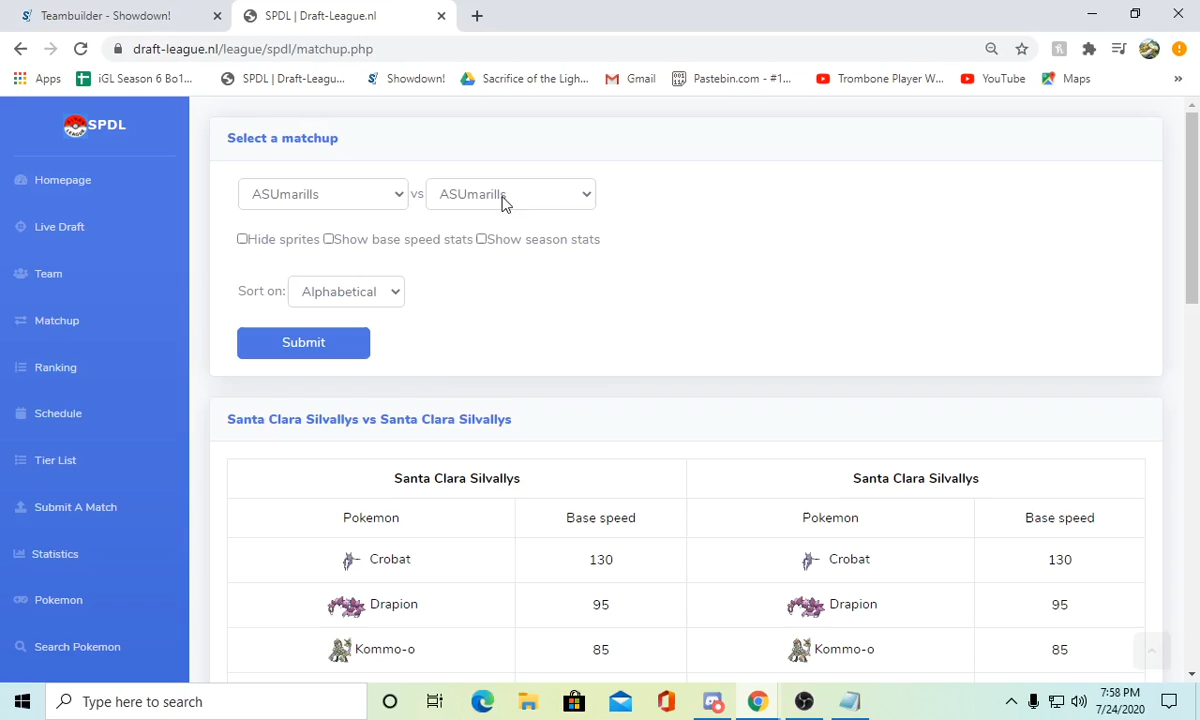 Teambuilder - Showdown!
SPDL | Draft-League.nl
draft-league.nl/league/spdl/matchup.php
Apps
iGL Season 6 Bo1...
SPDL | Draft-Leagu...
Showdown!
Sacrifice of the Ligh...
Gmail
Pastebin.com - #1...
Trombone Player W...
YouTube
Maps
»
SPDL
Homepage
Live Draft
Team
Matchup
Ranking
Schedule
Tier List
Submit A Match
Statistics
Pokemon
Search Pokemon
Select a matchup
ASUmarills vs ASUmarills
Hide sprites Show base speed stats Show season stats
Sort on: Alphabetical
Submit
Santa Clara Silvallys vs Santa Clara Silvallys
Santa Clara Silvallys Santa Clara Silvallys
Pokemon Base speed Pokemon Base speed
Crobat 130 Crobat 130
Drapion 95 Drapion 95
Kommo-o 85 Kommo-o 85
Type here to search
7:58 PM
7/24/2020